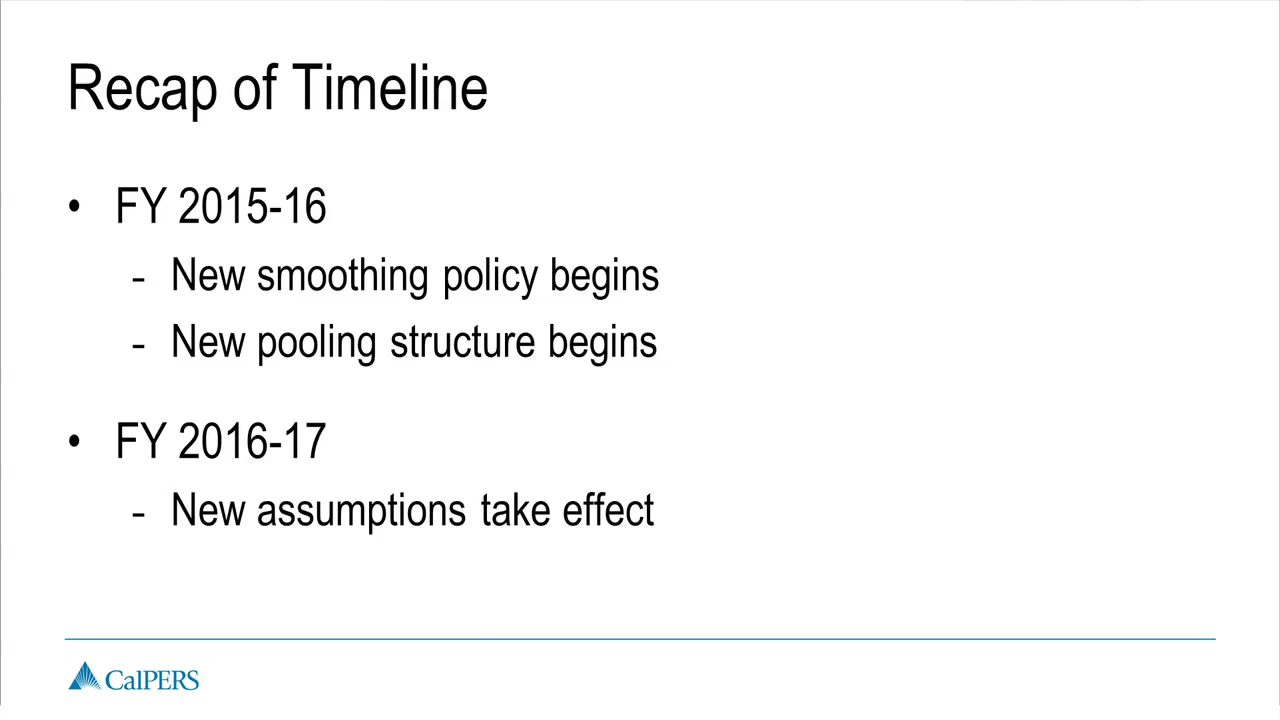 Recap of Timeline
• FY 2015-16
- New smoothing policy begins
- New pooling structure begins
• FY 2016-17
- New assumptions take effect
CalPERS